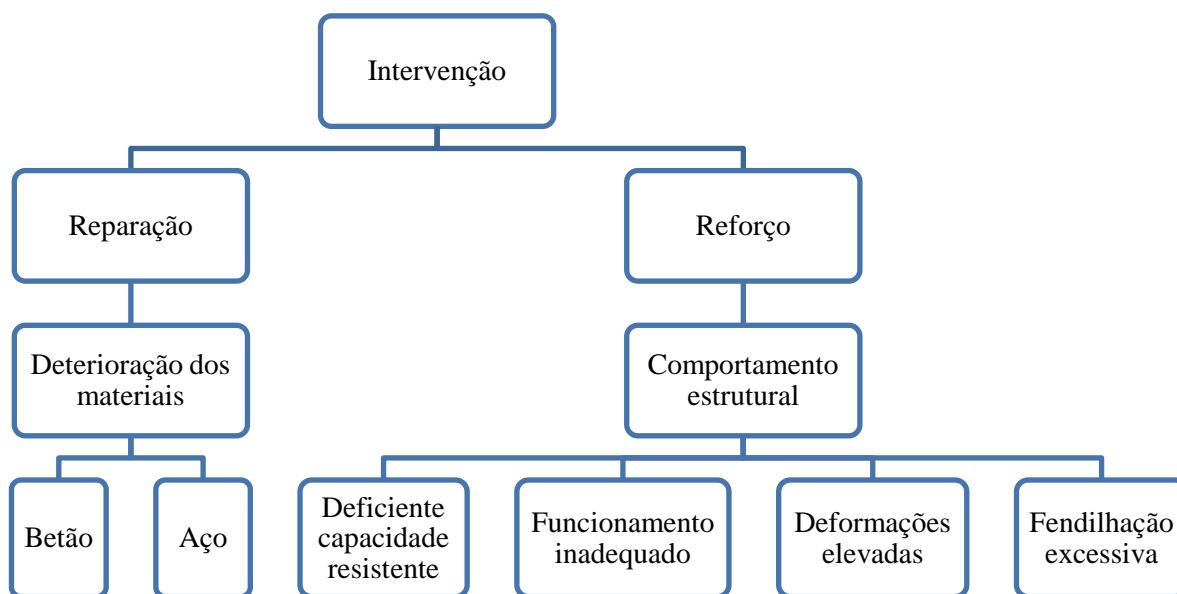 Intervenção
Reparação
Reforço
Deterioração dos
materiais
Comportamento
estrutural
Betão
Aço
Deficiente
capacidade
resistente
Funcionamento
inadequado
Deformações
elevadas
Fendilhação
excessiva